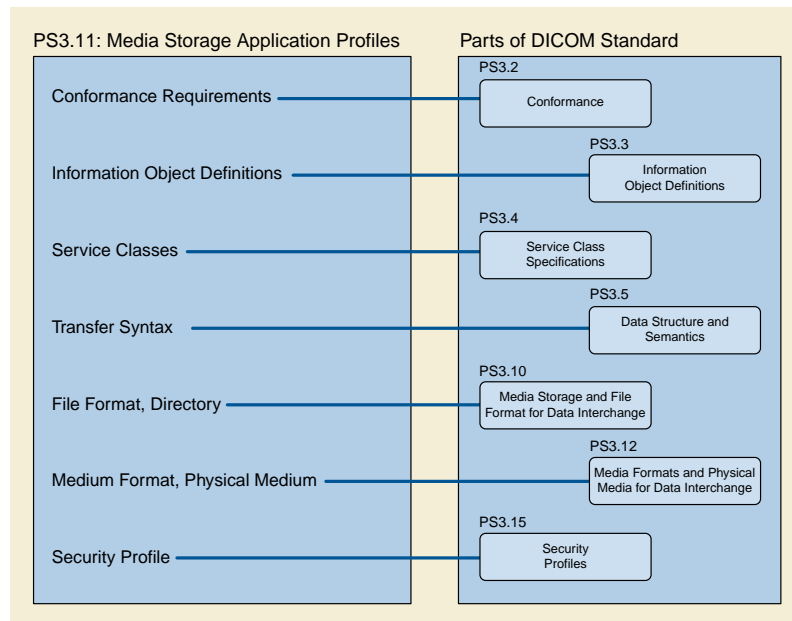 PS3.11: Media Storage Application Profiles
Parts of DICOM Standard
PS3.2
Conformance Requirements
Conformance
PS3.3
Information Object Definitions
Information
Object Definitions
PS3.4
Service Classes
Service Class
Specifications
PS3.5
Transfer Syntax
Data Structure and
Semantics
PS3.10
File Format, Directory
Media Storage and File
Format for Data Interchange
PS3.12
Medium Format, Physical Medium
Media Formats and Physical
Media for Data Interchange
PS3.15
Security Profile
Security
Profiles